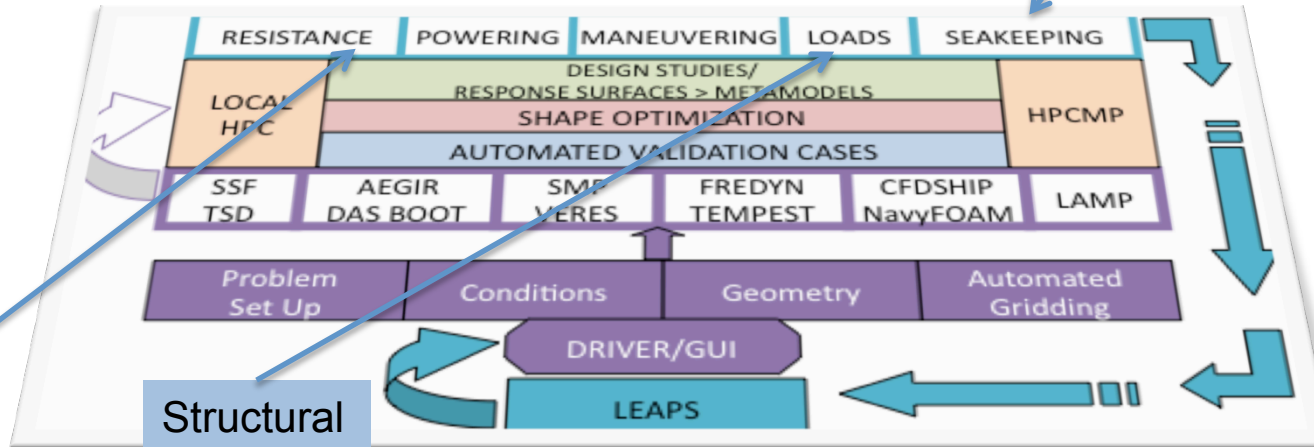 RESISTANCE POWERING MANEUVERING LOADS SEAKEEPING
DESIGN STUDIES/
RESPONSE SURFACES > METAMODELS
LOCAL
HPC
SHAPE OPTIMIZATION
HPCMP
AUTOMATED VALIDATION CASES
SSF
TSD
AEGIR
DAS BOOT
SMP
VERES
FREDYN
TEMPEST
CFDSHIP
NavyFOAM
LAMP
Problem
Set Up
Conditions
Geometry
Automated
Gridding
DRIVER/GUI
LEAPS
Structural